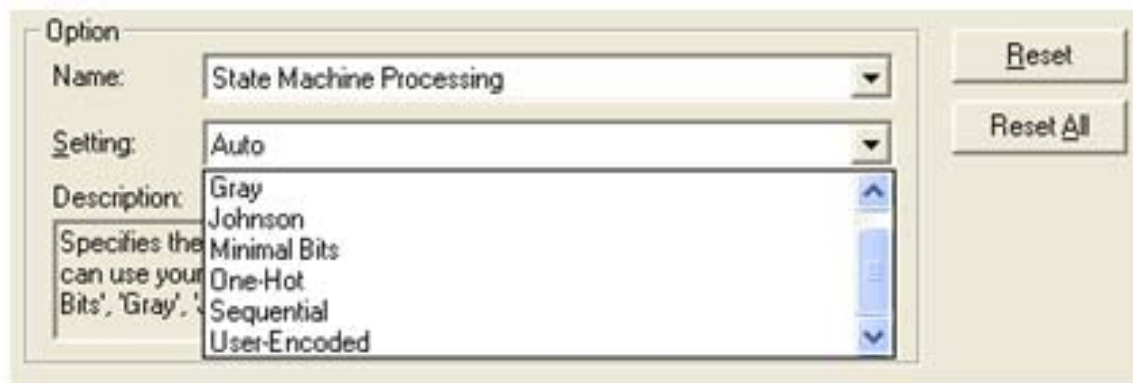 Option
Name: State Machine Processing
Reset
Setting: Auto
Reset All
Description:
Gray
Johnson
Minimal Bits
One-Hot
Sequential
User-Encoded
Specifies the
can use your
Bits', 'Gray',